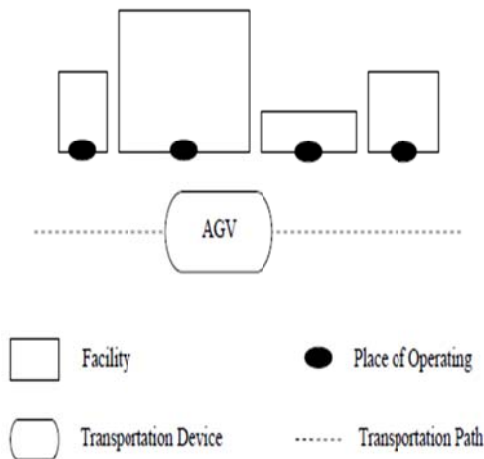 AGV
Facility
Place of Operating
Transportation Device
Transportation Path